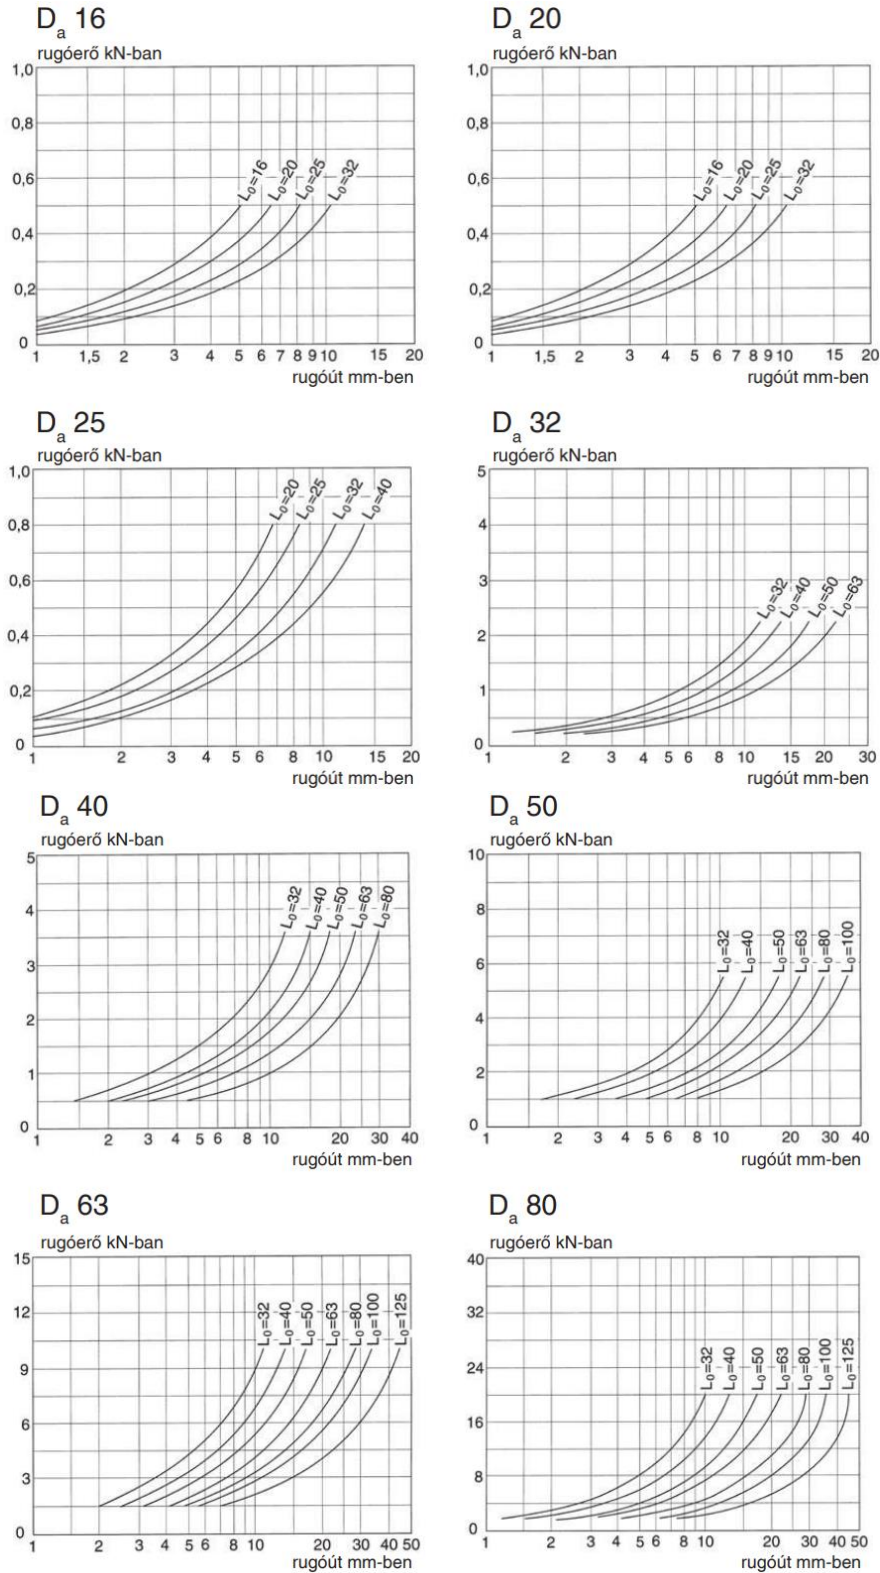 Da 16
rugóerő kN-ban
1,0
0,8
0,6
0,4
0,2
0
L0=16 L0=20 L0=25 L0=32
1 1,5 2 3 4 5 6 7 8 9 10 15 20
rugóút mm-ben
Da 20
rugóerő kN-ban
1,0
0,8
0,6
0,4
0,2
0
L0=16 L0=20 L0=25 L0=32
1 1,5 2 3 4 5 6 7 8 9 10 15 20
rugóút mm-ben
Da 25
rugóerő kN-ban
1,0
0,8
0,6
0,4
0,2
0
L0=20 L0=25 L0=32 L0=40
1 2 3 4 5 6 8 10 15 20
rugóút mm-ben
Da 32
rugóerő kN-ban
5
4
3
2
1
0
L0=32 L0=40 L0=50 L0=63
1 2 3 4 5 6 8 10 15 20 30
rugóút mm-ben
Da 40
rugóerő kN-ban
5
4
3
2
1
0
L0=32 L0=40 L0=50 L0=63 L0=80
1 2 3 4 5 6 8 10 20 30 40
rugóút mm-ben
Da 50
rugóerő kN-ban
10
8
6
4
2
0
L0=32 L0=40 L0=50 L0=63 L0=80 L0=100
1 2 3 4 5 6 8 10 20 30 40
rugóút mm-ben
Da 63
rugóerő kN-ban
15
12
9
6
3
0
L0=32 L0=40 L0=50 L0=63 L0=80 L0=100 L0=125
1 2 3 4 5 6 8 10 20 30 40 50
rugóút mm-ben
Da 80
rugóerő kN-ban
40
32
24
16
8
0
L0=32 L0=40 L0=50 L0=63 L0=80 L0=100 L0=125
1 2 3 4 5 6 8 10 20 30 40 50
rugóút mm-ben